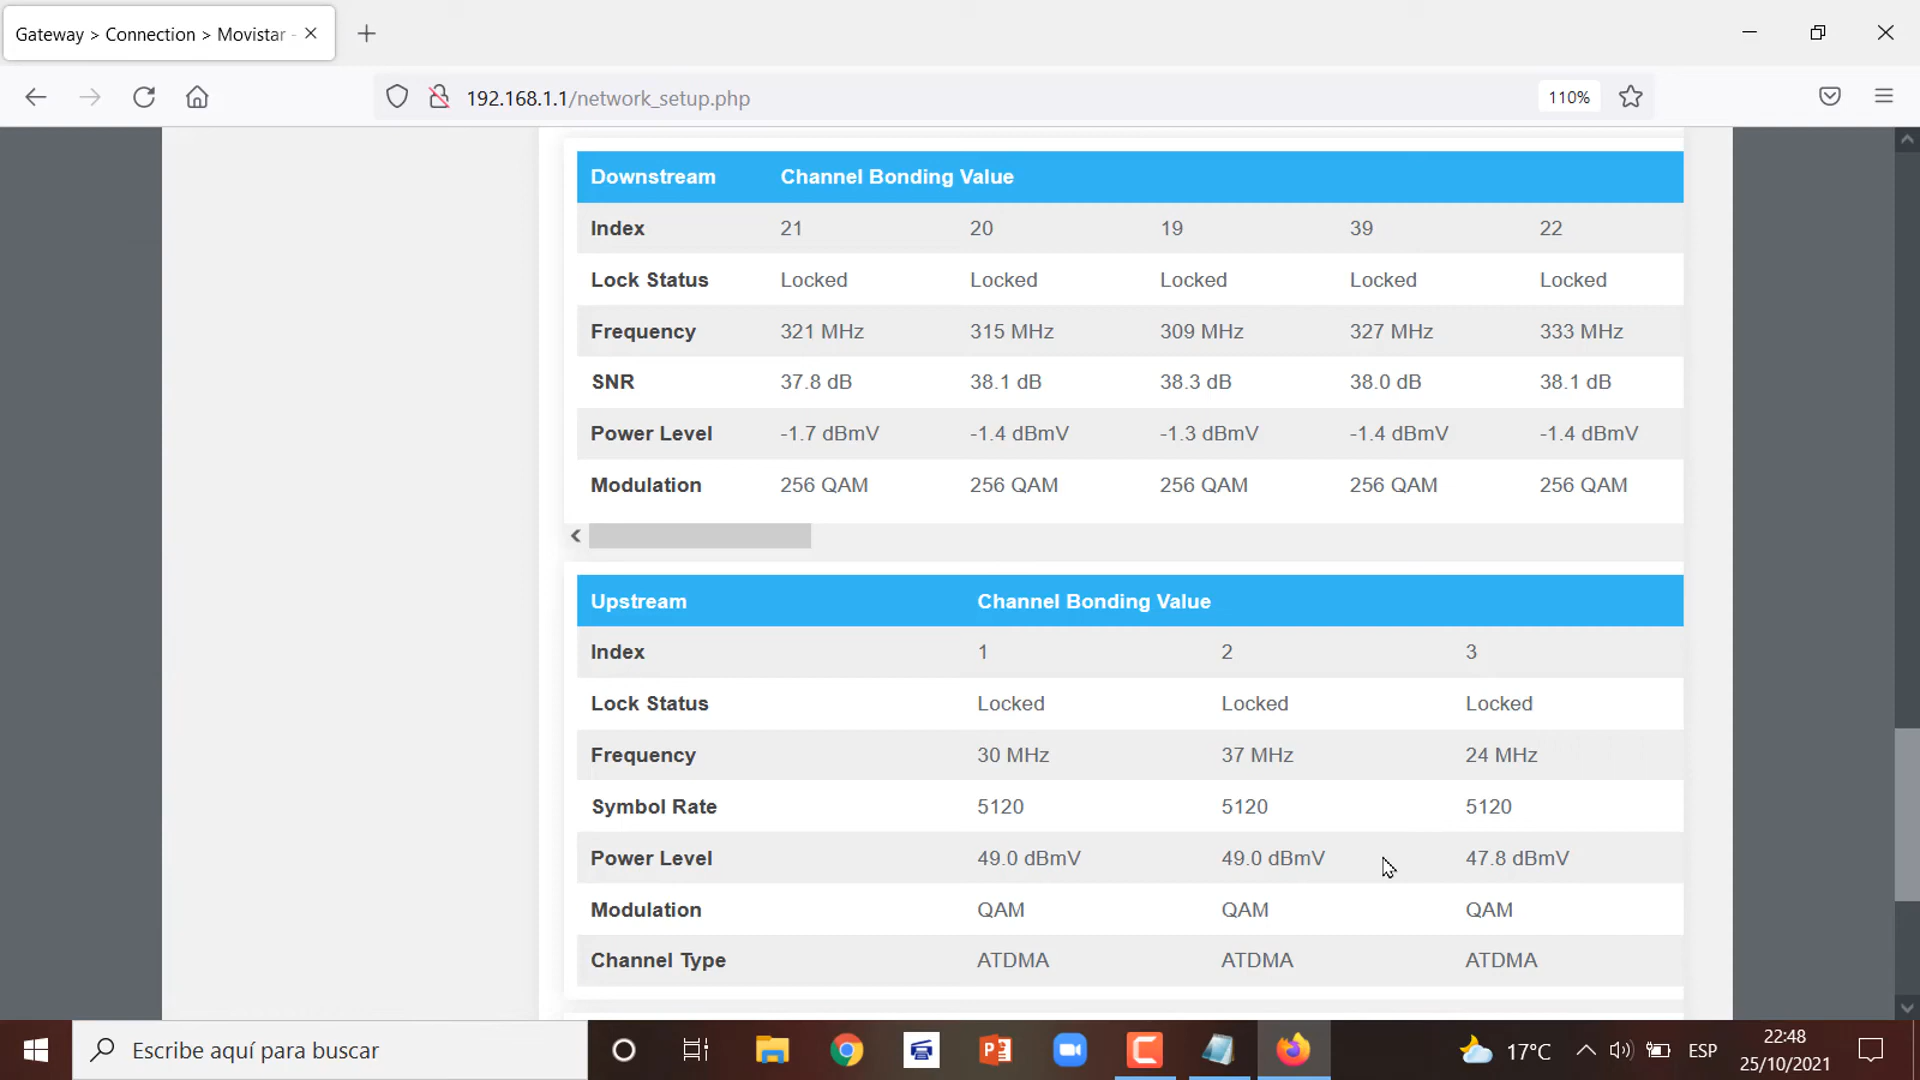 Gateway > Connection > Movistar -
192.168.1.1/network_setup.php
110%
Downstream Channel Bonding Value
Index 21 20 19 39 22
Lock Status Locked Locked Locked Locked Locked
Frequency 321 MHz 315 MHz 309 MHz 327 MHz 333 MHz
SNR 37.8 dB 38.1 dB 38.3 dB 38.0 dB 38.1 dB
Power Level -1.7 dBmV -1.4 dBmV -1.3 dBmV -1.4 dBmV -1.4 dBmV
Modulation 256 QAM 256 QAM 256 QAM 256 QAM 256 QAM
Upstream Channel Bonding Value
Index 1 2 3
Lock Status Locked Locked Locked
Frequency 30 MHz 37 MHz 24 MHz
Symbol Rate 5120 5120 5120
Power Level 49.0 dBmV 49.0 dBmV 47.8 dBmV
Modulation QAM QAM QAM
Channel Type ATDMA ATDMA ATDMA
Escribe aquí para buscar
17°C
ESP
22:48
25/10/2021